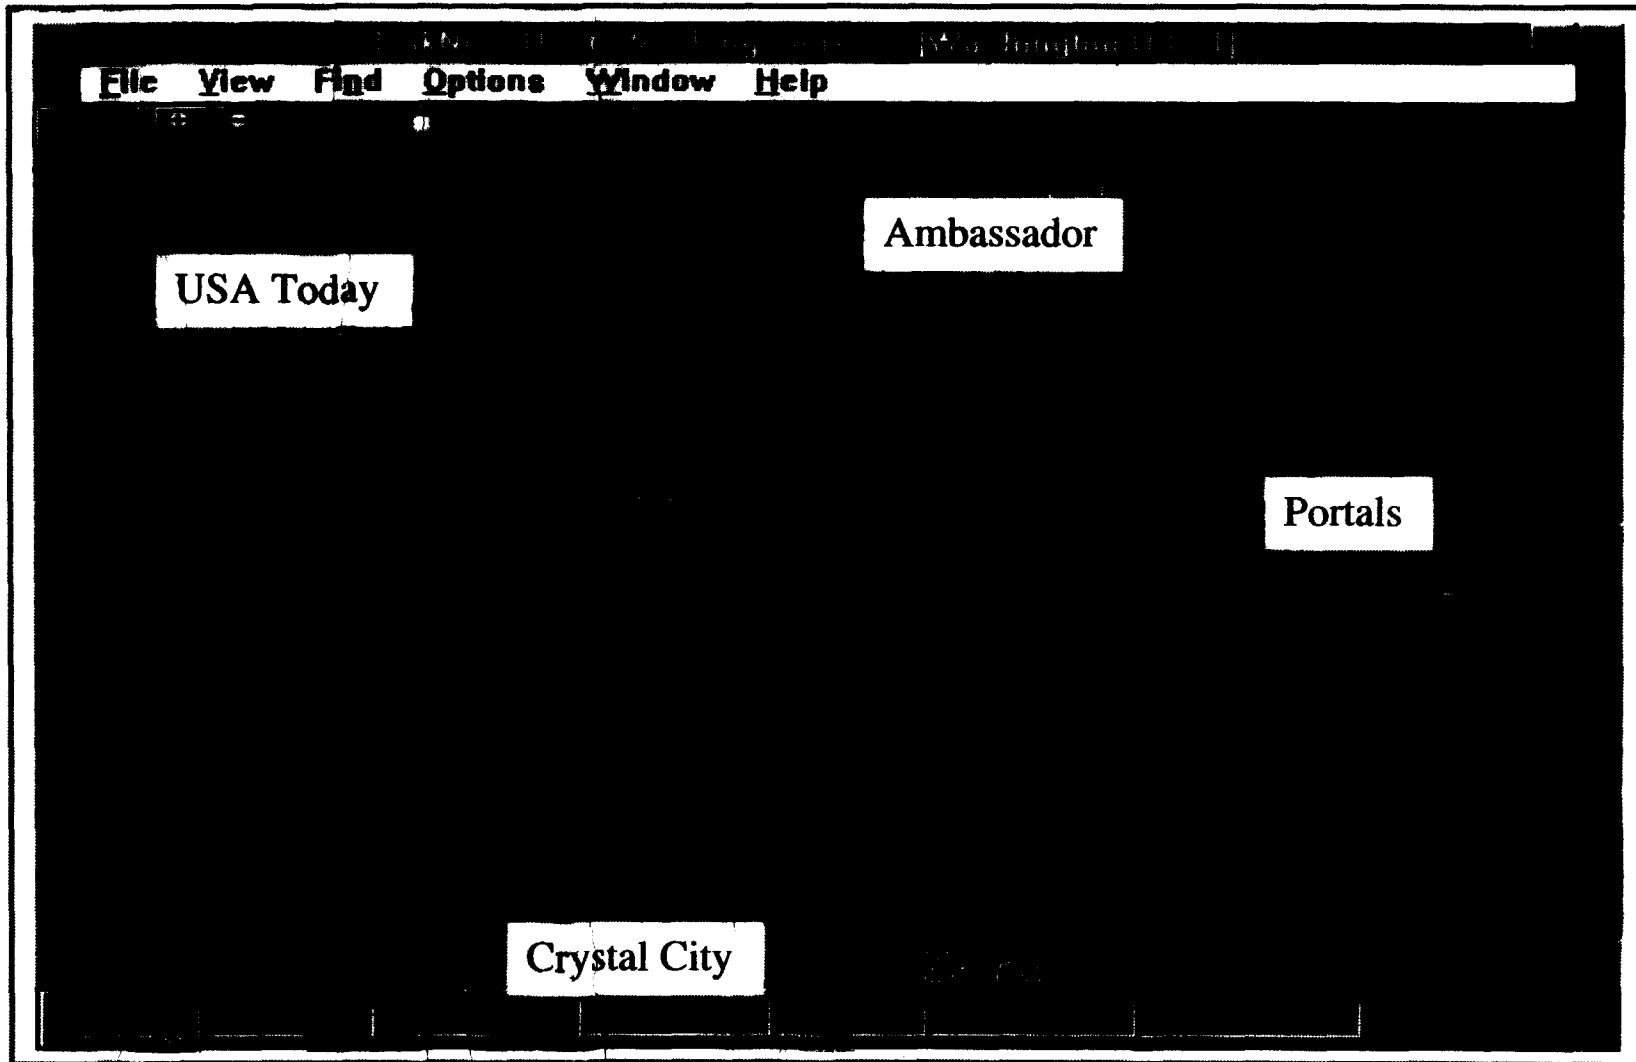 File View Find Options Window Help
Ambassador
USA Today
Portals
Crystal City